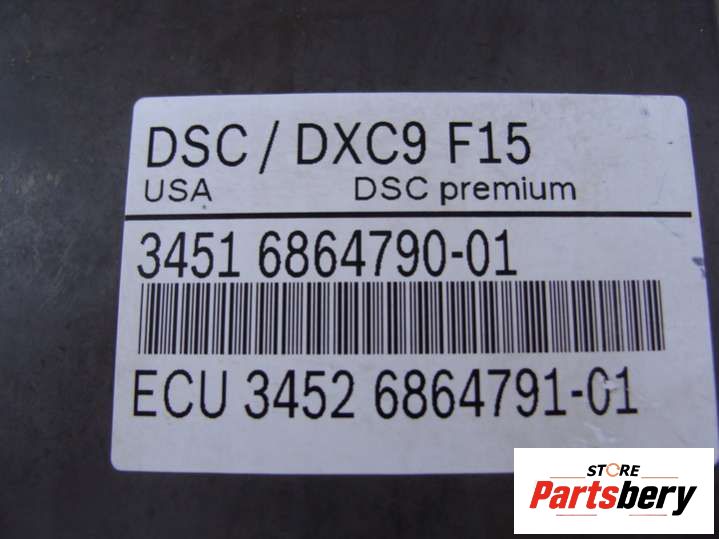 DSC / DXC9 F15
USA DSC premium
3451 6864790-01
ECU 3452 6864791-01
STORE
Partsbery